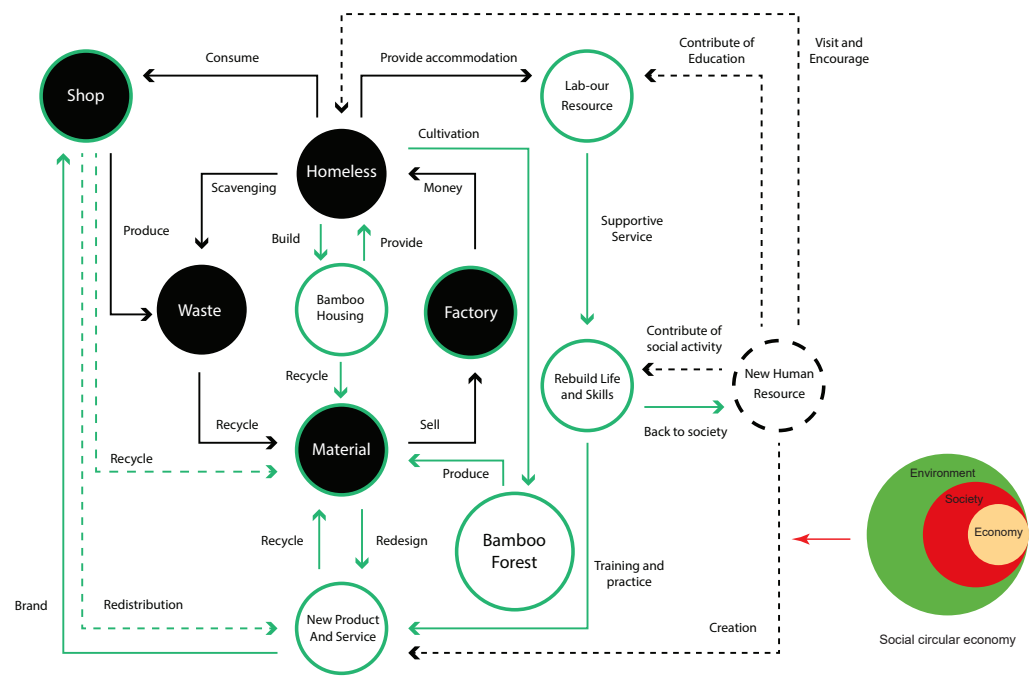 Consume
Provide accommodation
Contribute of
Education
Visit and
Encourage
Shop
Lab-our
Resource
Cultivation
Homeless
Scavenging
Money
Produce
Build
Provide
Supportive
Service
Waste
Bamboo
Housing
Factory
Contribute of
social activity
Rebuild Life
and Skills
New Human
Resource
Recycle
Recycle
Sell
Back to society
Material
Recycle
Produce
Environment
Society
Economy
Recycle
Redesign
Bamboo
Forest
Training and
practice
Brand
Redistribution
New Product
And Service
Creation
Social circular economy